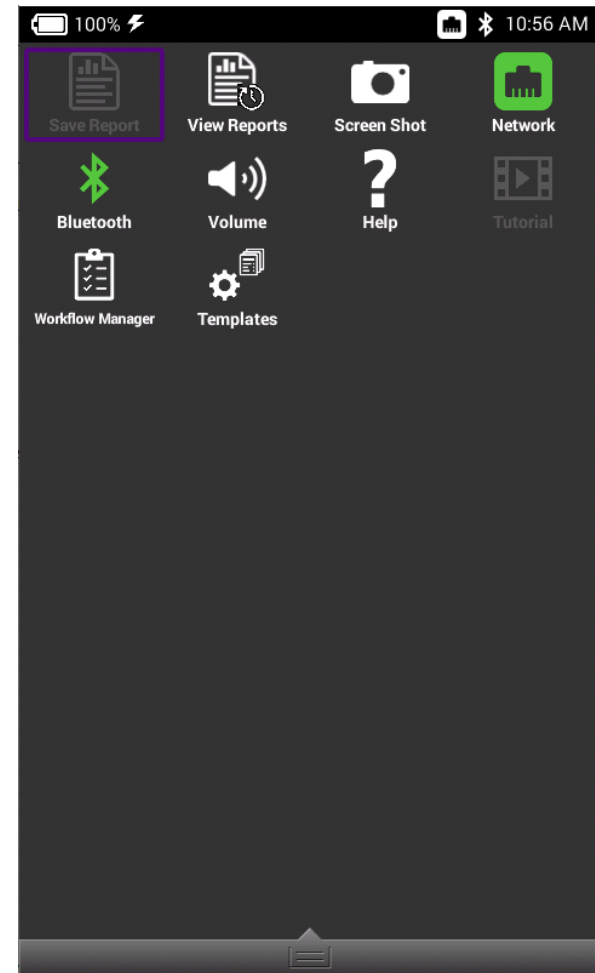 100% 10:56 AM
Save Report View Reports Screen Shot Network
Bluetooth Volume Help Tutorial
Workflow Manager Templates